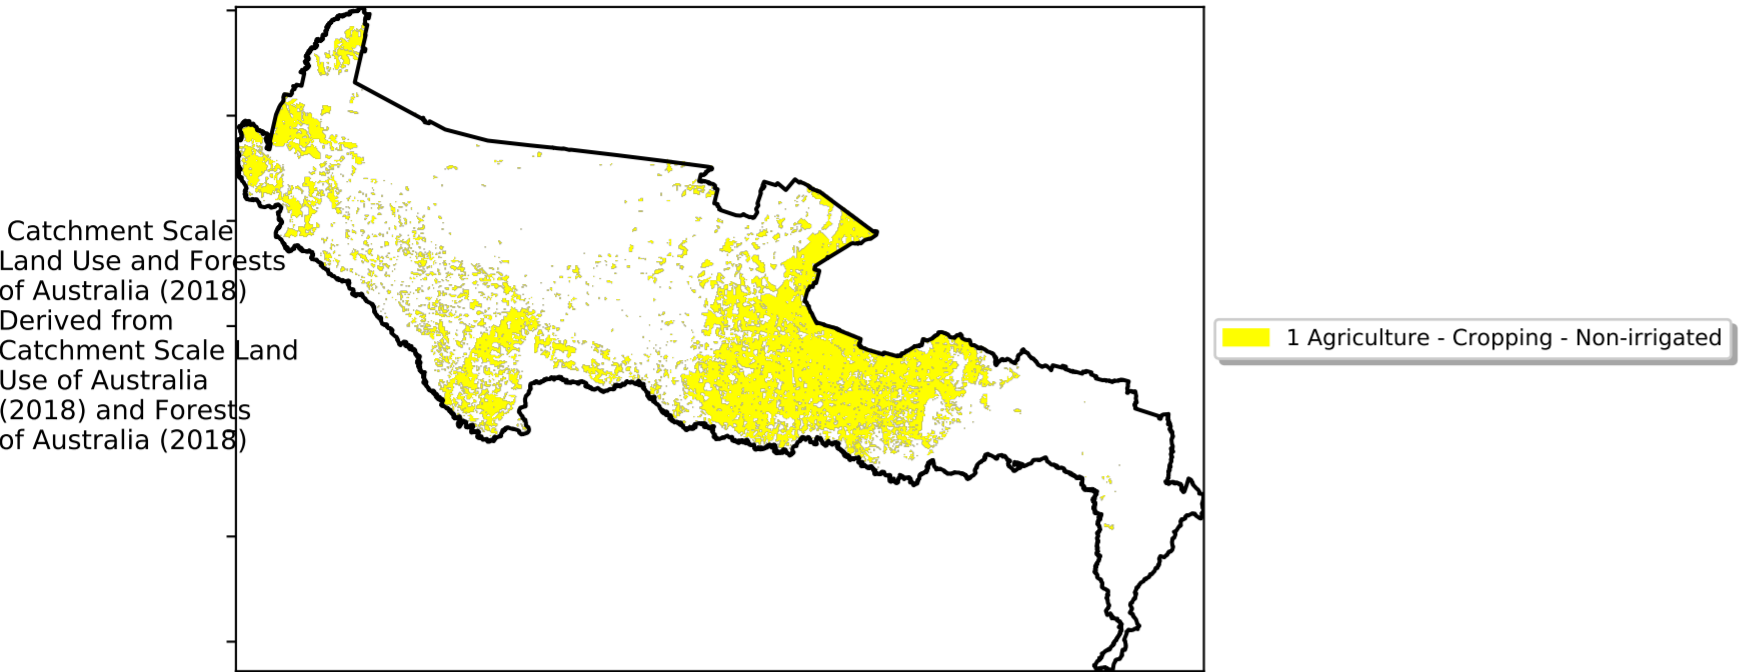 Catchment Scale
Land Use and Forests
of Australia (2018)
Derived from
Catchment Scale Land
Use of Australia
(2018) and Forests
of Australia (2018)
1 Agriculture - Cropping - Non-irrigated